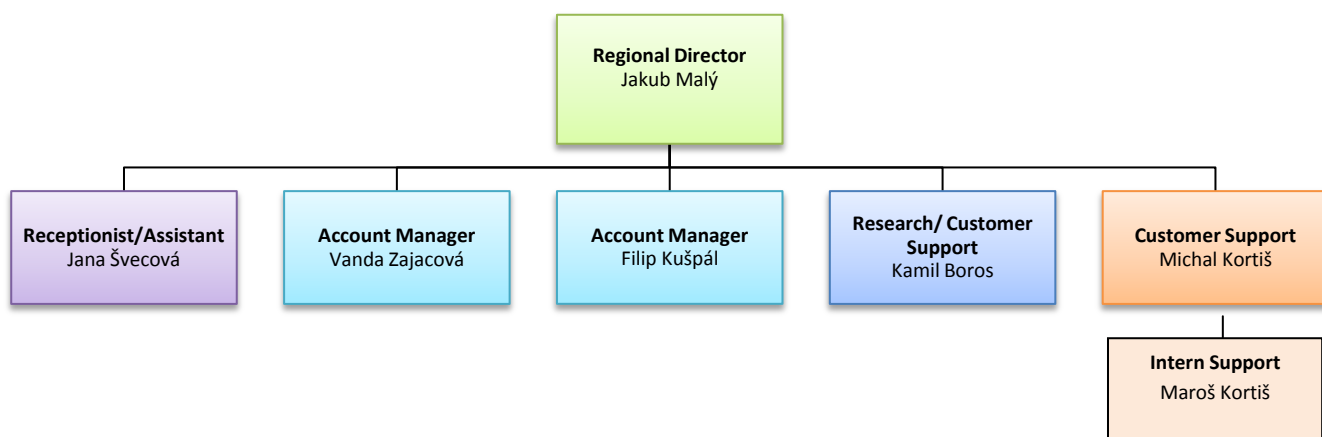 Regional Director
Jakub Malý
Receptionist/Assistant
Jana Švecová
Account Manager
Vanda Zajacová
Account Manager
Filip Kušpál
Research/ Customer
Support
Kamil Boros
Customer Support
Michal Kortiš
Intern Support
Maroš Kortiš